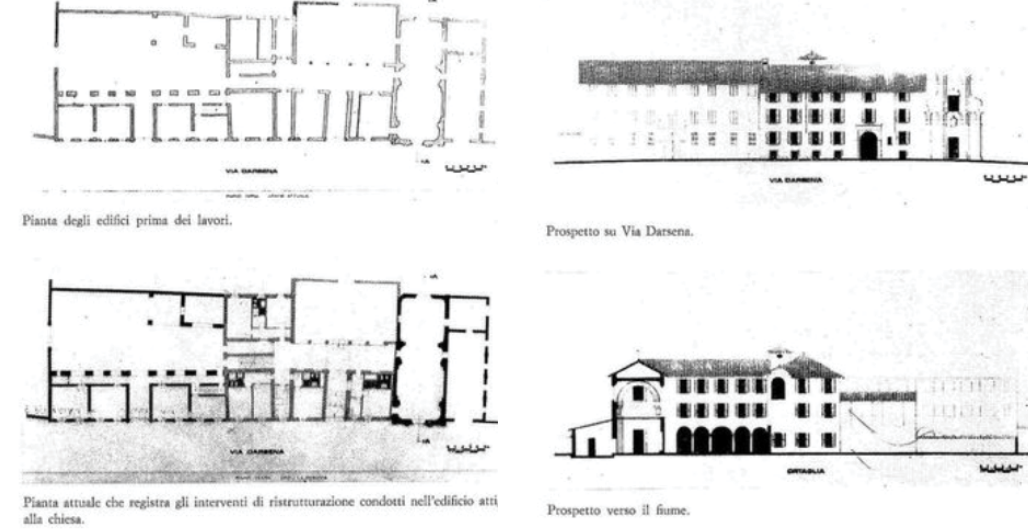 VIA DARSENA
Pianta degli edifici prima dei lavori.
VIA DARSENA
Pianta attuale che registra gli interventi di ristrutturazione condotti nell'edificio atti
alla chiesa.
VIA DARSENA
Prospetto su Via Darsena.
ORTAGLIA
Prospetto verso il fiume.